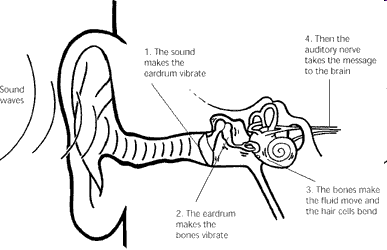 Sound
waves
1. The sound
makes the
eardrum vibrate
2. The eardrum
makes the
bones vibrate
3. The bones make
the fluid move and
the hair cells bend
4. Then the
auditory nerve
takes the message
to the brain